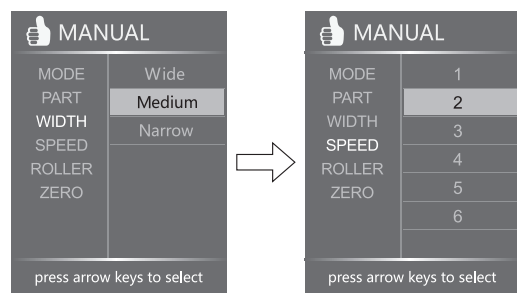 MANUAL
MODE
PART
WIDTH
SPEED
ROLLER
ZERO
Wide
Medium
Narrow
press arrow keys to select
MANUAL
MODE
PART
WIDTH
SPEED
ROLLER
ZERO
1
2
3
4
5
6
press arrow keys to select